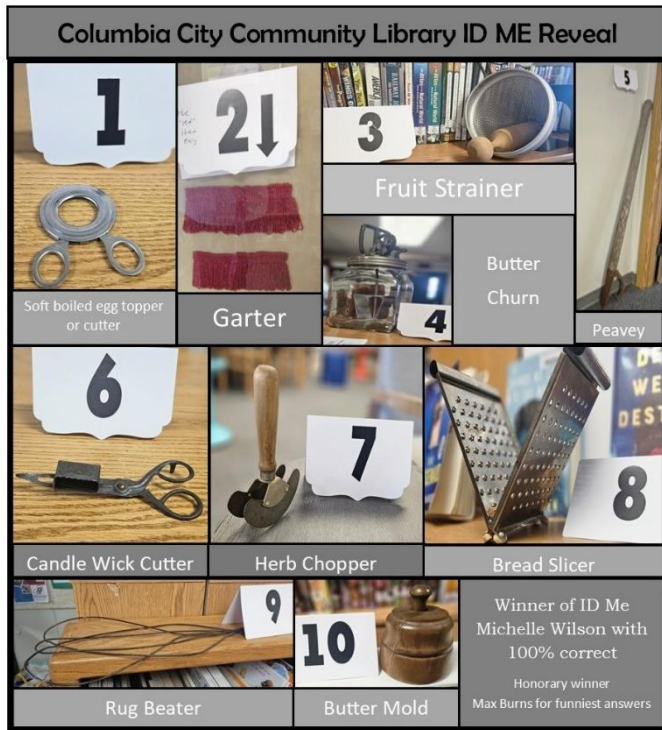 Columbia City Community Library ID ME Reveal
1
Soft boiled egg topper
or cutter
2↓
Garter
3
Fruit Strainer
4
Butter
Churn
5
Peavey
6
Candle Wick Cutter
7
Herb Chopper
8
Bread Slicer
9
Rug Beater
10
Butter Mold
Winner of ID Me
Michelle Wilson with
100% correct
Honorary winner
Max Burns for funniest answers